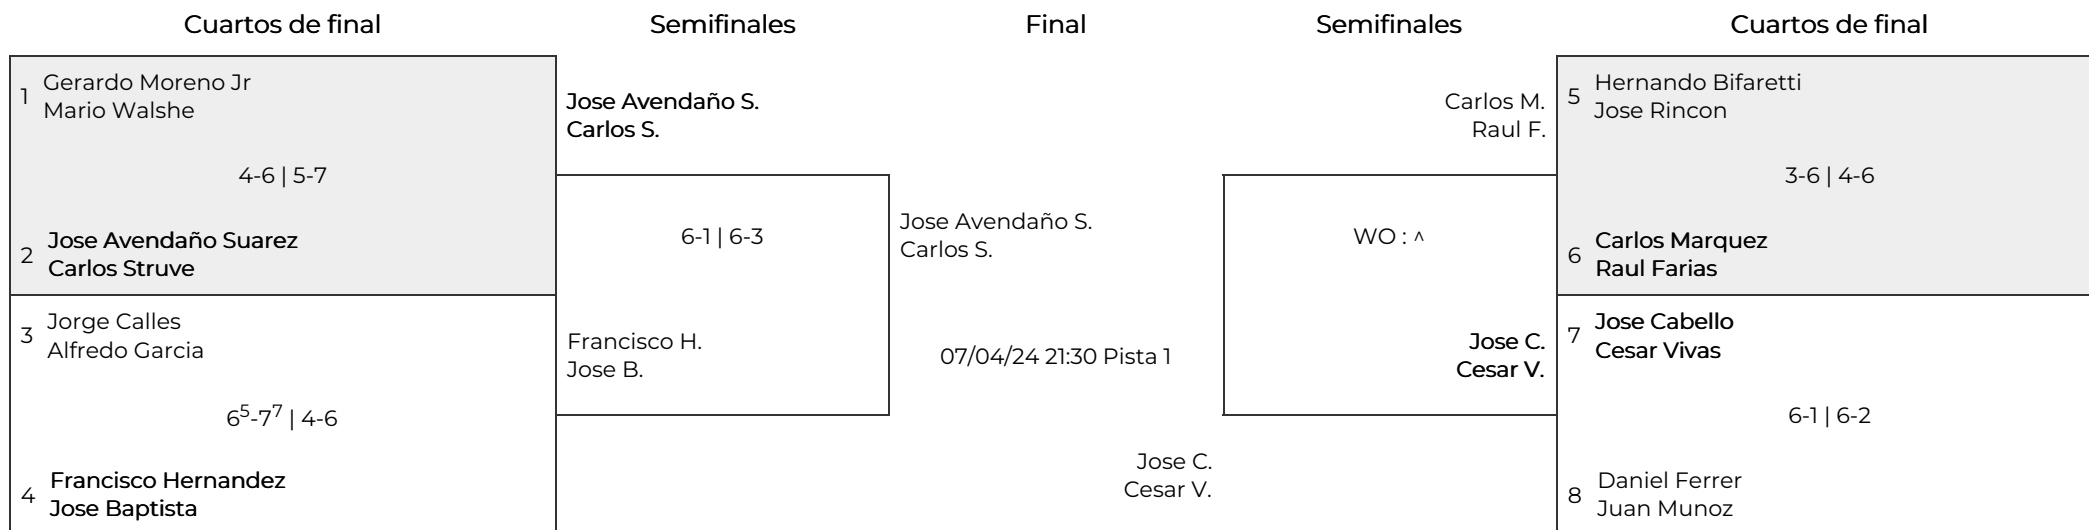 Cuartos de final
Semifinales
Final
Semifinales
Cuartos de final
1
Gerardo Moreno Jr
Mario Walshe
4-6 | 5-7
2
Jose Avendaño Suarez
Carlos Struve
3
Jorge Calles
Alfredo Garcia
6⁵-7⁷ | 4-6
4
Francisco Hernandez
Jose Baptista
Jose Avendaño S.
Carlos S.
6-1 | 6-3
Francisco H.
Jose B.
Jose Avendaño S.
Carlos S.
07/04/24 21:30 Pista 1
Jose C.
Cesar V.
Carlos M.
Raul F.
WO : ^
Jose C.
Cesar V.
5
Hernando Bifaretti
Jose Rincon
3-6 | 4-6
6
Carlos Marquez
Raul Farias
7
Jose Cabello
Cesar Vivas
6-1 | 6-2
8
Daniel Ferrer
Juan Munoz